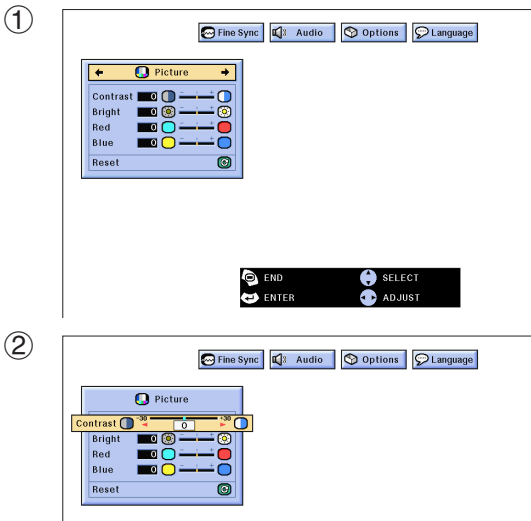 ①
Fine Sync Audio Options Language
Picture
Contrast 0 - +
Bright 0 - +
Red 0 - +
Blue 0 - +
Reset
END SELECT
ENTER ADJUST
②
Fine Sync Audio Options Language
Picture
Contrast -30 0 +30
Bright 0 - +
Red 0 - +
Blue 0 - +
Reset